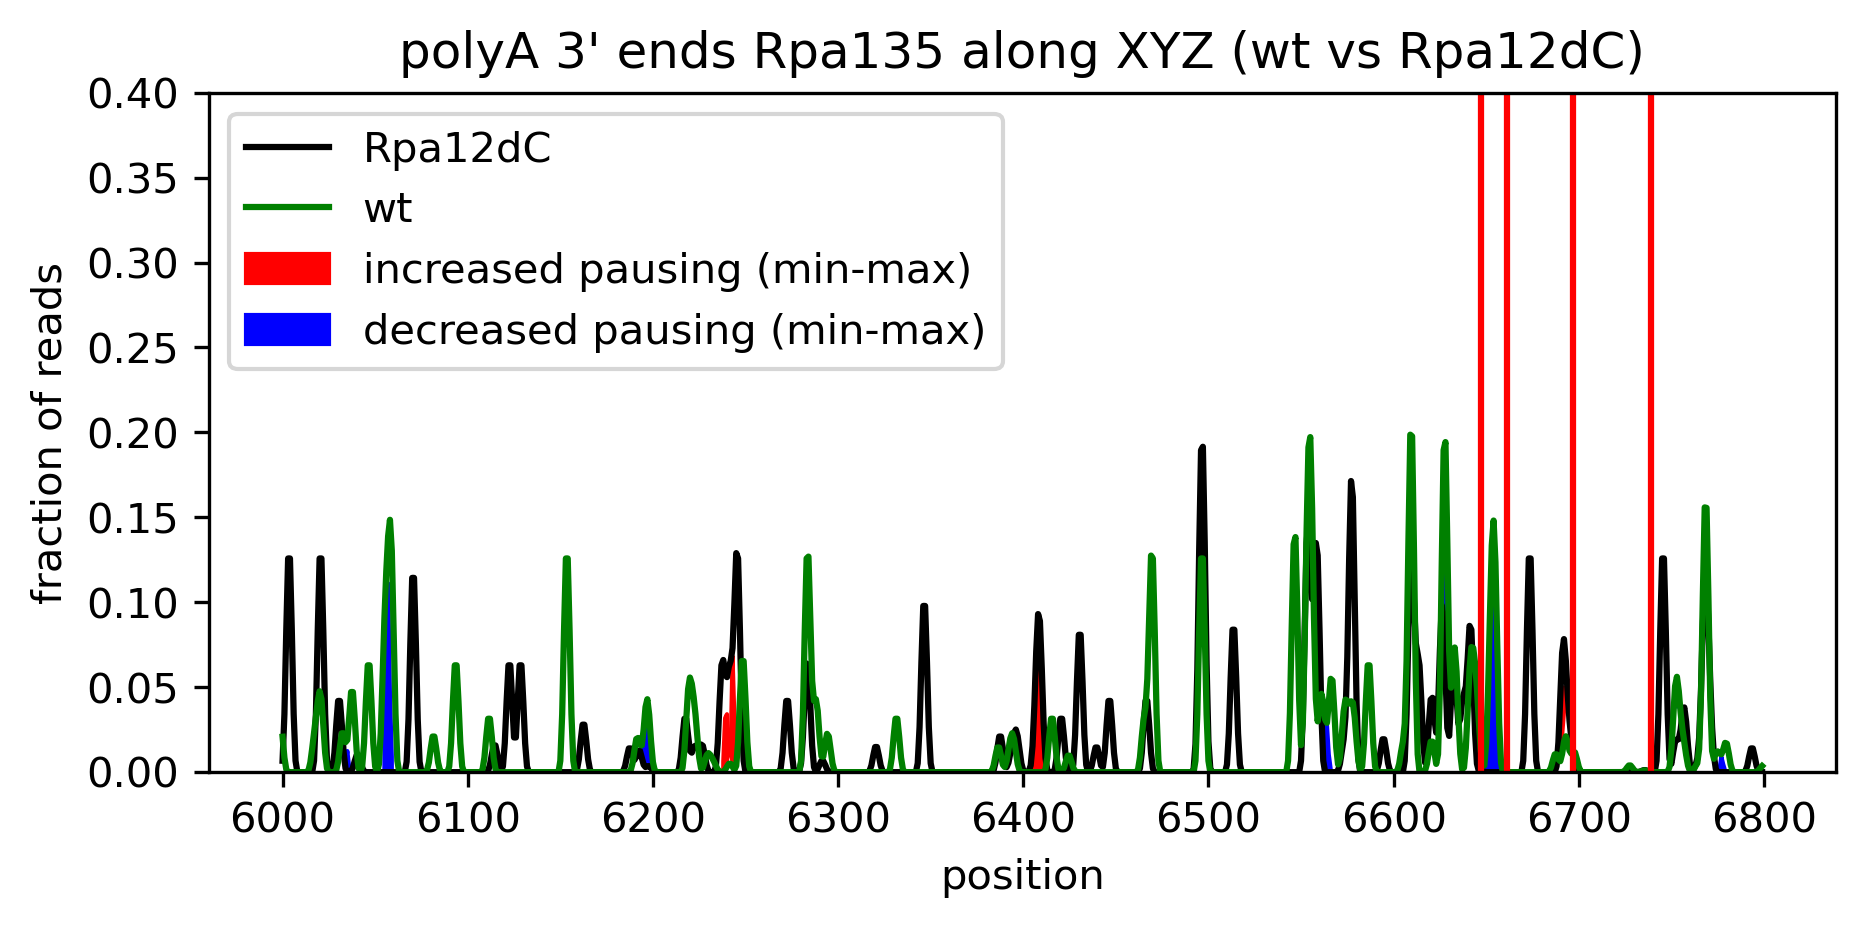 polyA 3' ends Rpa135 along XYZ (wt vs Rpa12dC)
0.40
0.35
0.30
0.25
0.20
0.15
0.10
0.05
0.00
fraction of reads
Rpa12dC
wt
increased pausing (min-max)
decreased pausing (min-max)
6000 6100 6200 6300 6400 6500 6600 6700 6800
position